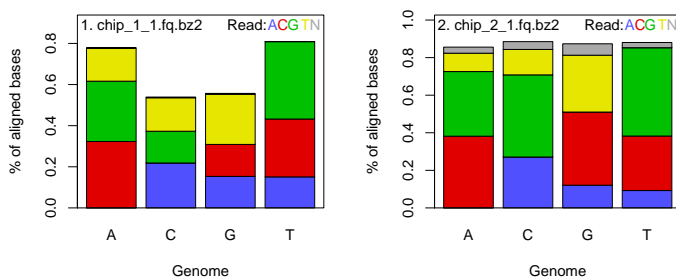 1. chip_1_1.fq.bz2 Read:ACGTN
% of aligned bases
0.0 0.2 0.4 0.6 0.8
A C G T
Genome
2. chip_2_1.fq.bz2 Read:ACGTN
% of aligned bases
0.0 0.2 0.4 0.6 0.8 1.0
A C G T
Genome